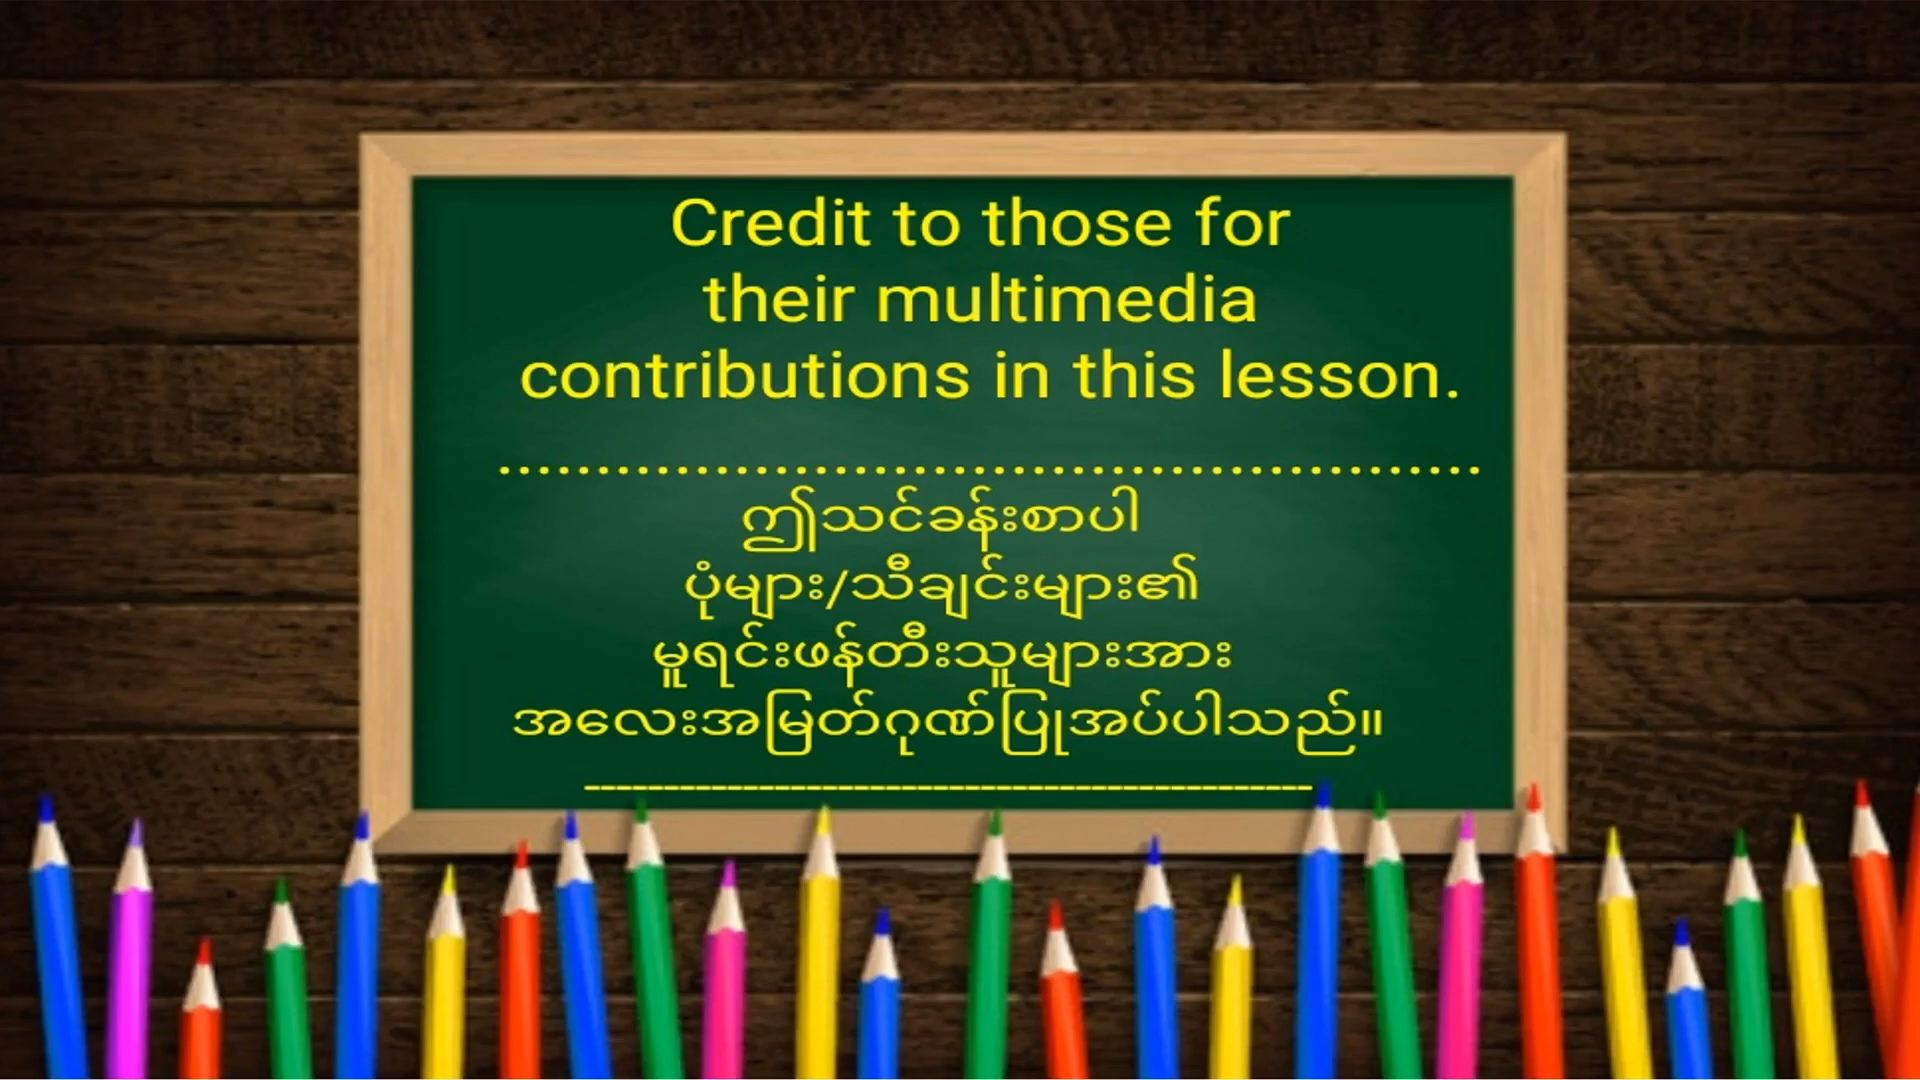 Credit to those for
their multimedia
contributions in this lesson.
..................................................
ဤသင်ခန်းစာပါ
ပုံများ/သီချင်းများ၏
မူရင်းဖန်တီးသူများအား
အလေးအမြတ်ဂုဏ်ပြုအပ်ပါသည်။